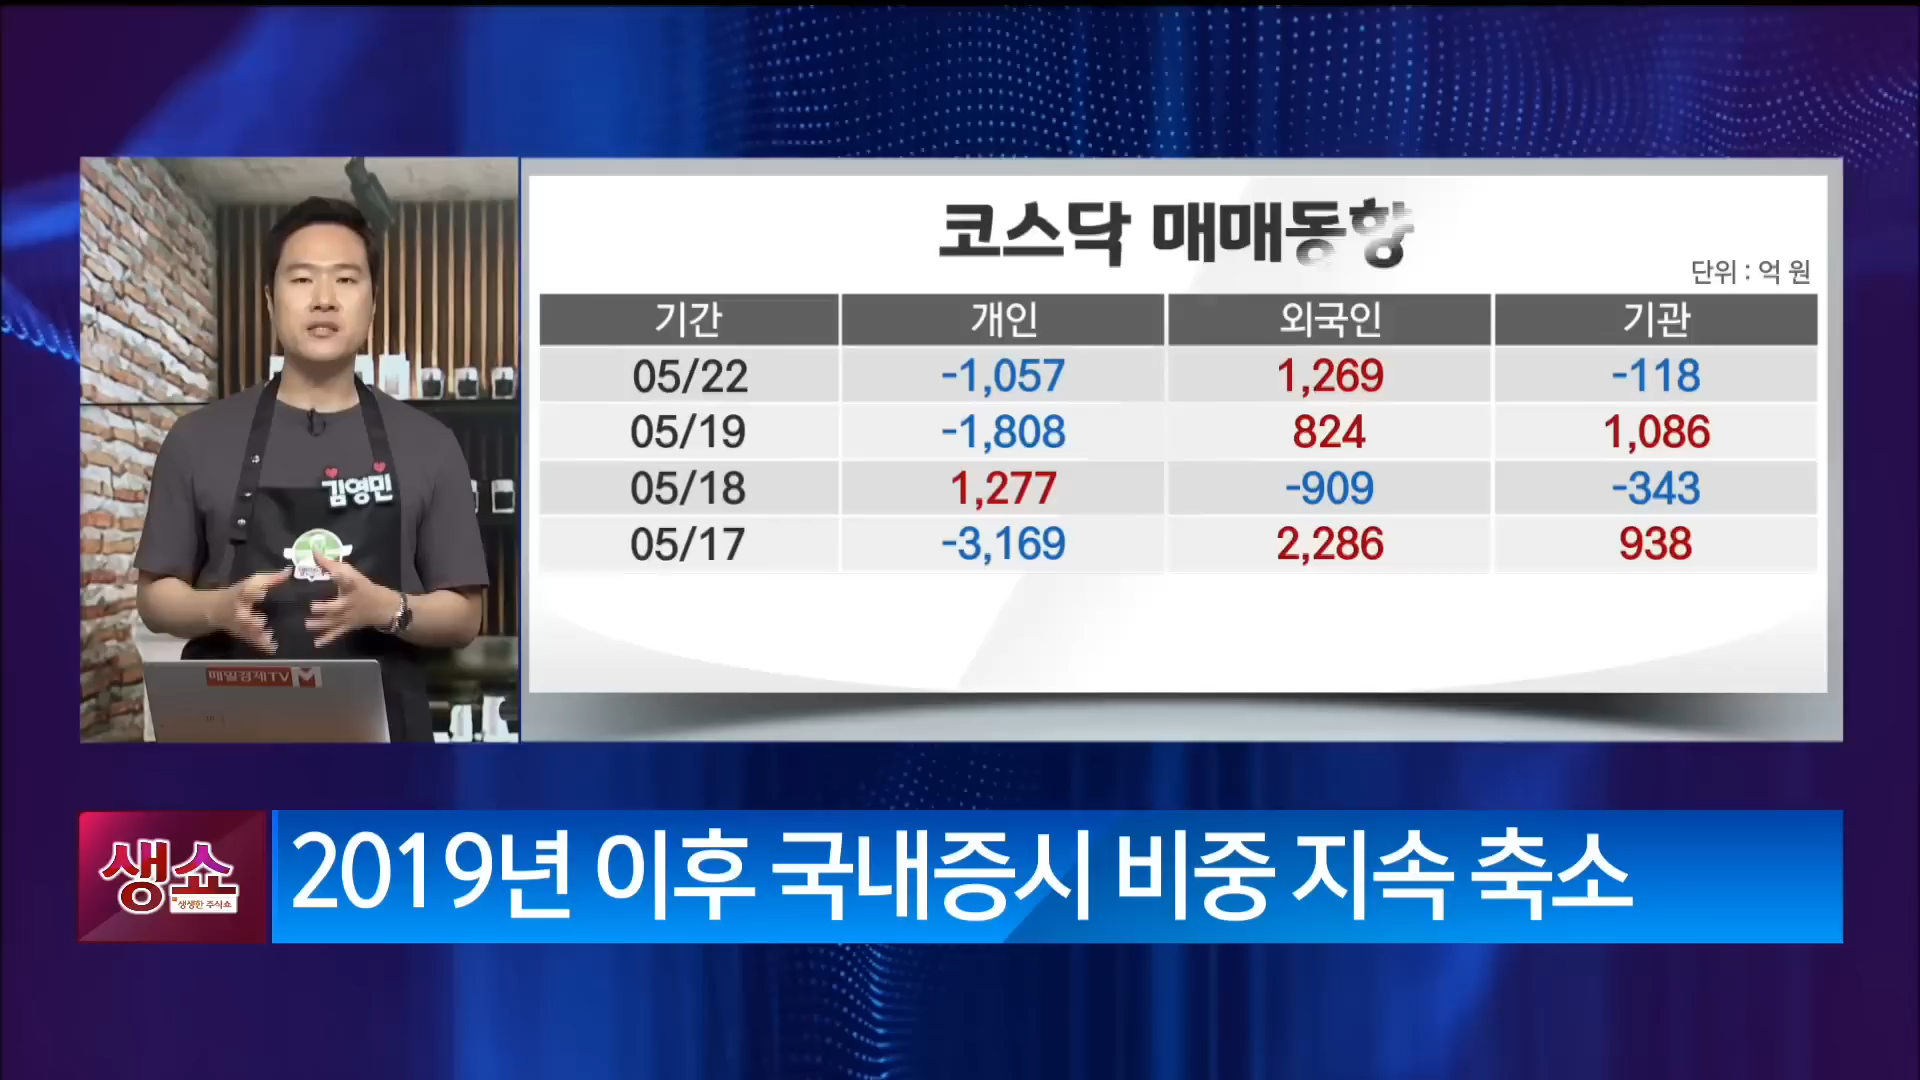 코스닥 매매동향
단위 : 억 원
기간 개인 외국인 기관
05/22 -1,057 1,269 -118
05/19 -1,808 824 1,086
05/18 1,277 -909 -343
05/17 -3,169 2,286 938
김영민
매일경제TV M
생쇼
생생한 주식쇼
2019년 이후 국내증시 비중 지속 축소